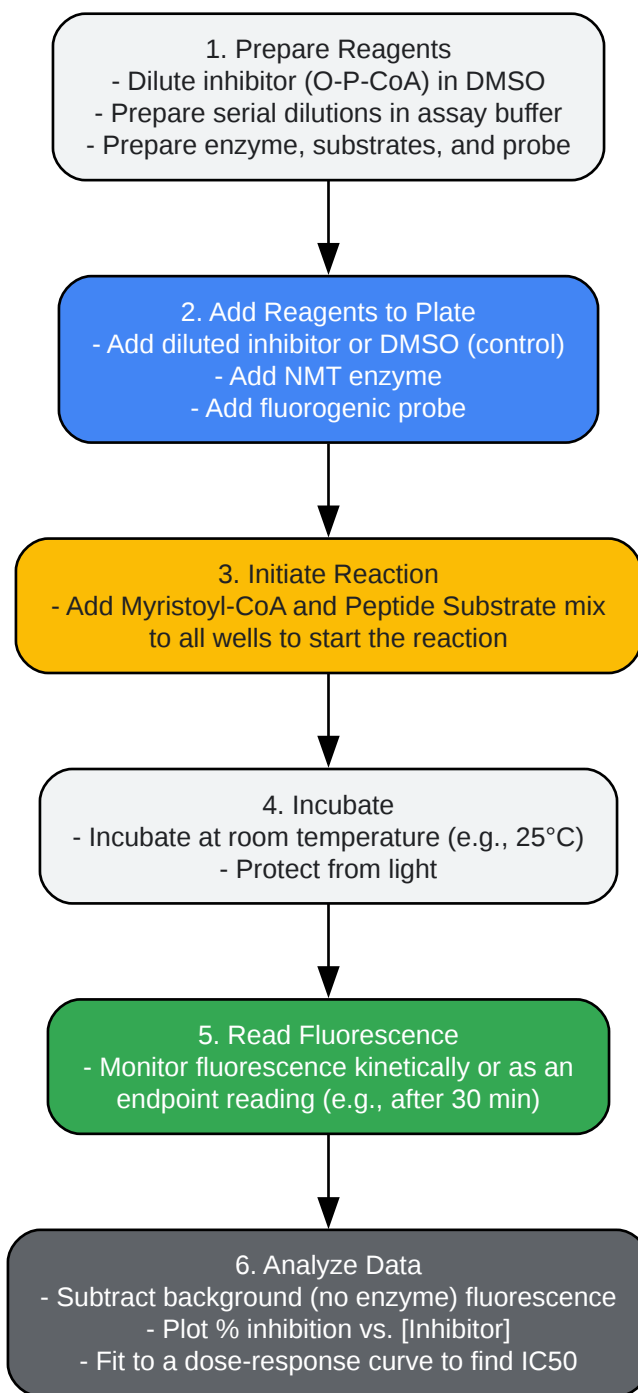 1. Prepare Reagents
- Dilute inhibitor (O-P-CoA) in DMSO
- Prepare serial dilutions in assay buffer
- Prepare enzyme, substrates, and probe
2. Add Reagents to Plate
- Add diluted inhibitor or DMSO (control)
- Add NMT enzyme
- Add fluorogenic probe
3. Initiate Reaction
- Add Myristoyl-CoA and Peptide Substrate mix
to all wells to start the reaction
4. Incubate
- Incubate at room temperature (e.g., 25°C)
- Protect from light
5. Read Fluorescence
- Monitor fluorescence kinetically or as an
endpoint reading (e.g., after 30 min)
6. Analyze Data
- Subtract background (no enzyme) fluorescence
- Plot % inhibition vs. [Inhibitor]
- Fit to a dose-response curve to find IC50